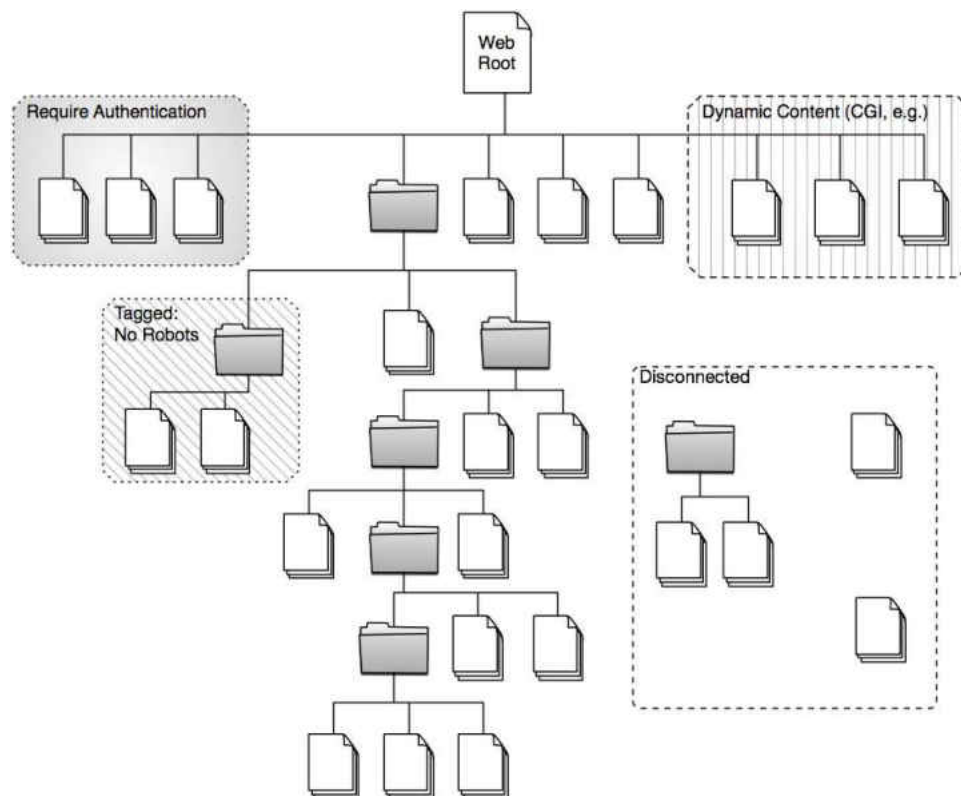 Web
Root
Require Authentication
Dynamic Content (CGI, e.g.)
Tagged:
No Robots
Disconnected